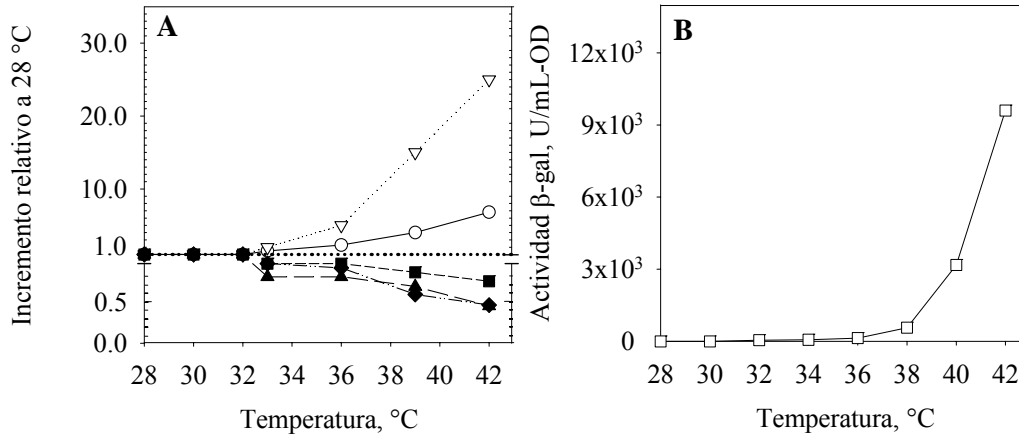 A
Incremento relativo a 28 °C
30.0
20.0
10.0
1.0
0.5
0.0
28 30 32 34 36 38 40 42
Temperatura, °C
B
Actividad β-gal, U/mL-OD
12x10³
9x10³
6x10³
3x10³
0
28 30 32 34 36 38 40 42
Temperatura, °C